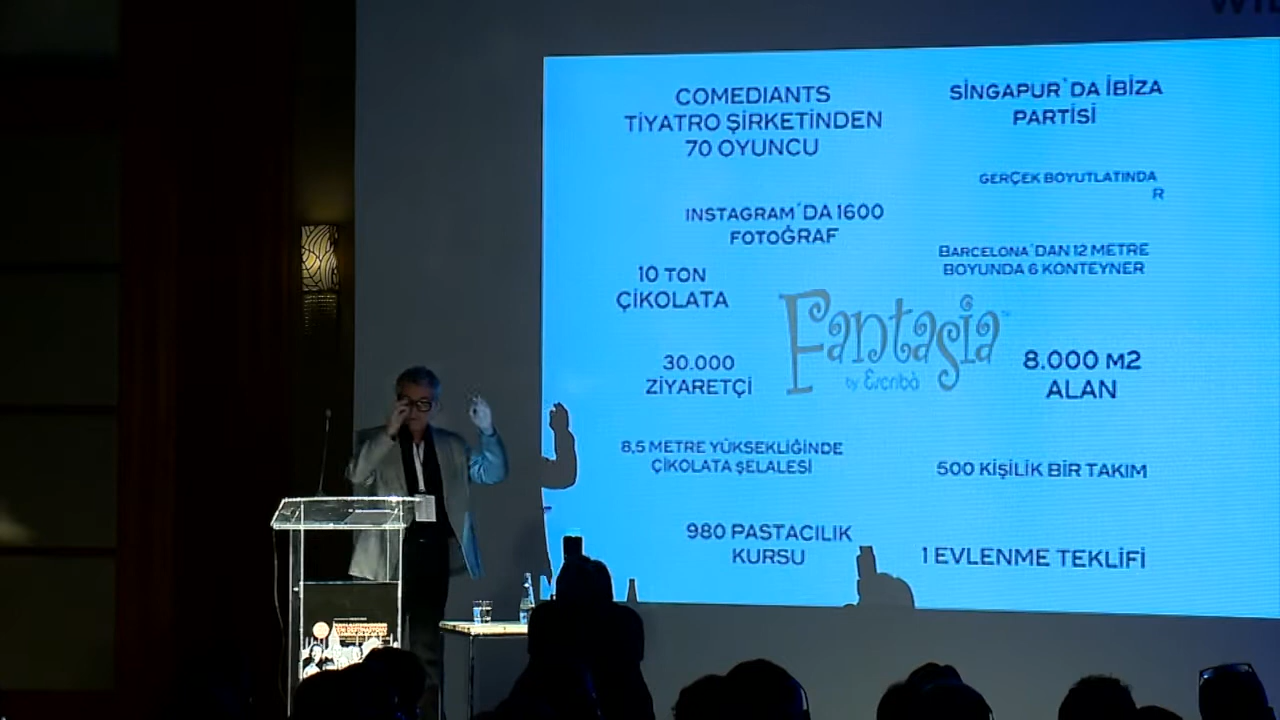 COMEDIANTS
TİYATRO ŞİRKETİNDEN
70 OYUNCU
SİNGAPUR´DA İBİZA
PARTİSİ
GERÇEK BOYUTLATINDA
R
INSTAGRAM´DA 1600
FOTOĞRAF
BARCELONA´DAN 12 METRE
BOYUNDA 6 KONTEYNER
10 TON
ÇİKOLATA
Fantasia
by Escribà
30.000
ZİYARETÇİ
8.000 M2
ALAN
8,5 METRE YÜKSEKLİĞİNDE
ÇİKOLATA ŞELALESİ
500 KİŞİLİK BİR TAKIM
980 PASTACILIK
KURSU
1 EVLENME TEKLİFİ